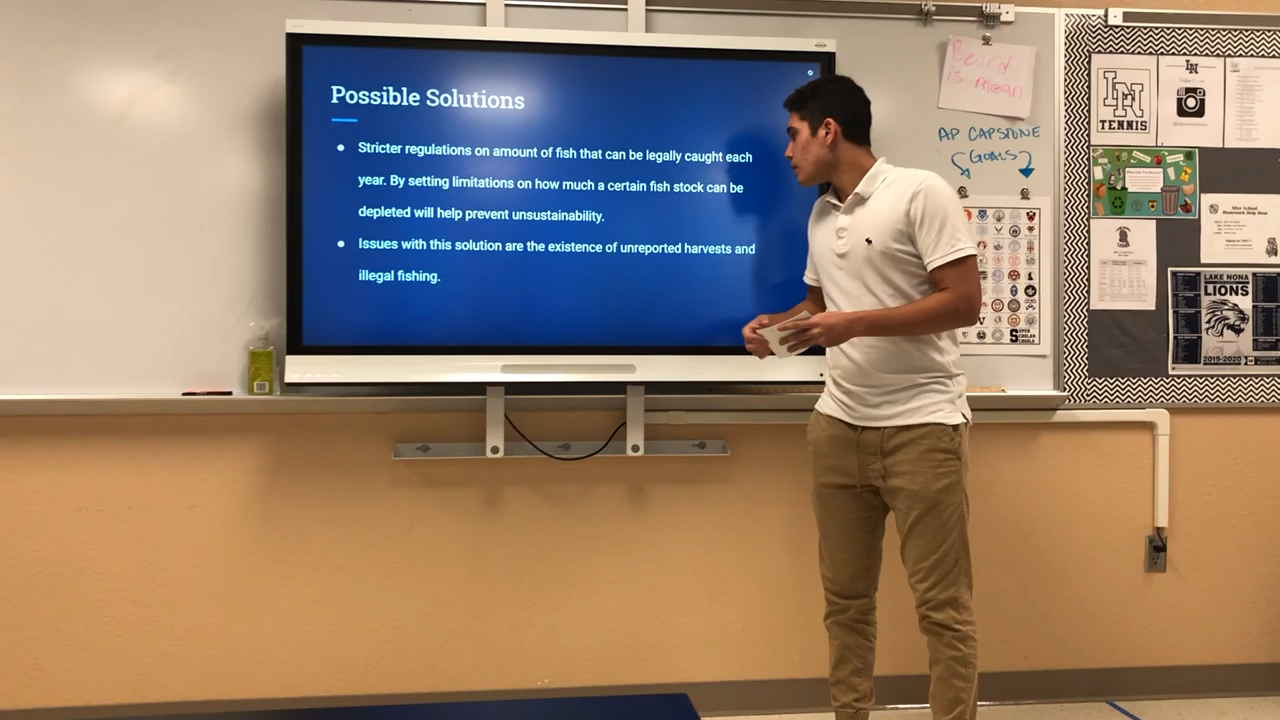 Possible Solutions
● Stricter regulations on amount of fish that can be legally caught each
year. By setting limitations on how much a certain fish stock can be
depleted will help prevent unsustainability.
● Issues with this solution are the existence of unreported harvests and
illegal fishing.
Beard
is mean
AP CAPSTONE
GOALS
LN
TENNIS
LN
LAKE NONA
LIONS
2019-2020